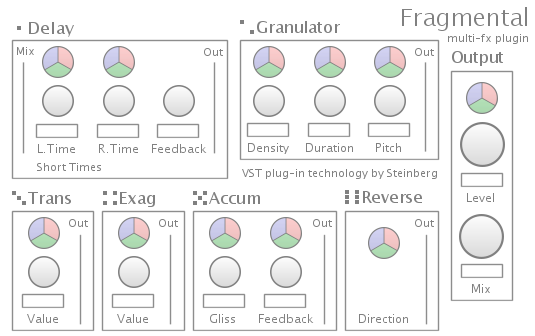 Fragmental
multi-fx plugin
Delay
Mix
Out
L.Time
R.Time
Feedback
Short Times
Granulator
Out
Density
Duration
Pitch
VST plug-in technology by Steinberg
Output
Level
Mix
Trans
Out
Value
Exag
Out
Value
Accum
Out
Gliss
Feedback
Reverse
Out
Direction